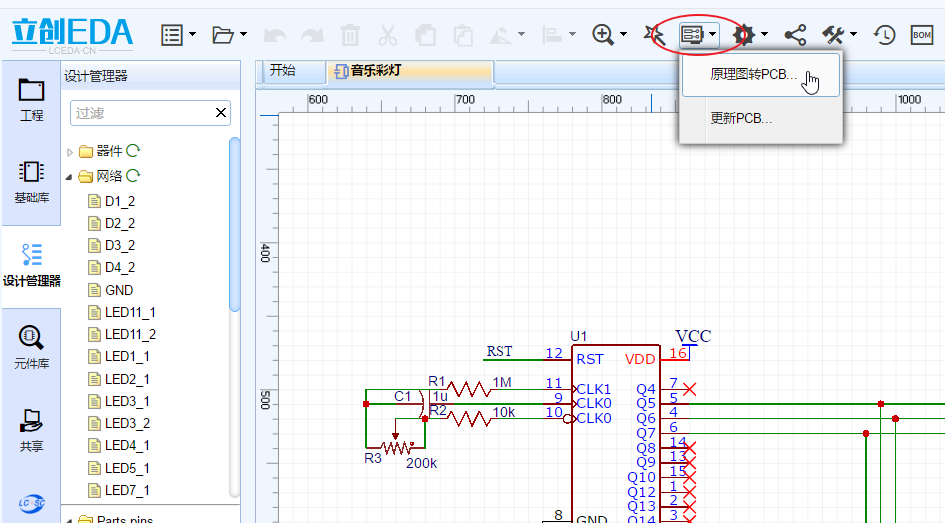 立创EDA
LCEDA.CN
BOM
工程
基础库
设计管理器
元件库
共享
LCSC
设计管理器
过滤
器件
网络
D1_2
D2_2
D3_2
D4_2
GND
LED11_1
LED11_2
LED1_1
LED2_1
LED3_1
LED3_2
LED4_1
LED5_1
LED7_1
Parts pins
开始
音乐彩灯
原理图转PCB...
更新PCB...
600
700
800
1000
400
500
U1
VCC
RST
12
RST
VDD
16
R1
1M
11
CLK1
Q4
7
C1
1u
9
CLK0
Q5
5
R2
10k
10
CLK0
Q6
4
Q7
6
Q8
14
Q9
13
Q10
15
Q12
1
Q13
2
Q14
3
R3
200k
8
GND